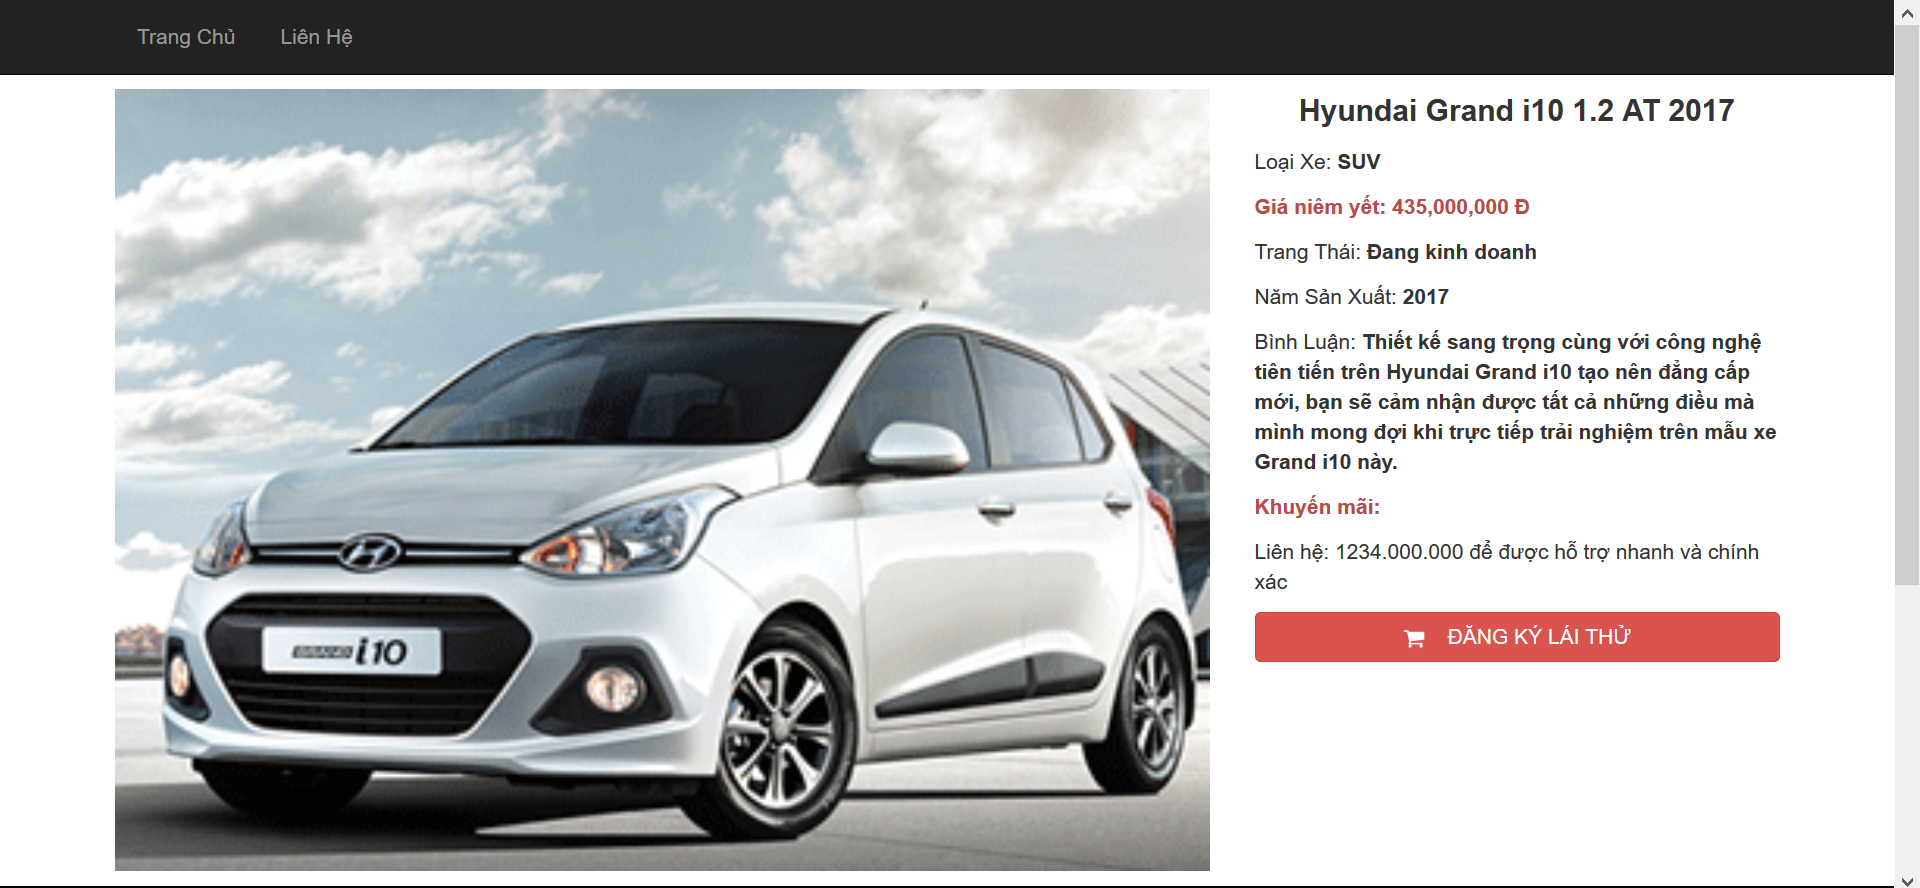 Trang Chủ Liên Hệ
Hyundai Grand i10 1.2 AT 2017
Loại Xe: SUV
Giá niêm yết: 435,000,000 Đ
Trang Thái: Đang kinh doanh
Năm Sản Xuất: 2017
Bình Luận: Thiết kế sang trọng cùng với công nghệ
tiên tiến trên Hyundai Grand i10 tạo nên đẳng cấp
mới, bạn sẽ cảm nhận được tất cả những điều mà
mình mong đợi khi trực tiếp trải nghiệm trên mẫu xe
Grand i10 này.
Khuyến mãi:
Liên hệ: 1234.000.000 để được hỗ trợ nhanh và chính
xác
ĐĂNG KÝ LÁI THỬ
GRAND i10